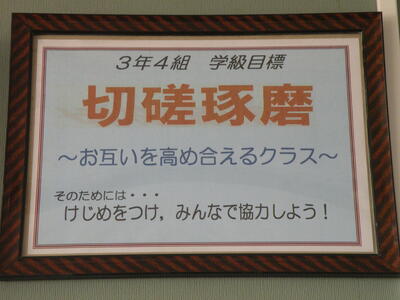 ３年４組　学級目標
切磋琢磨
～お互いを高め合えるクラス～
そのためには・・・
けじめをつけ，みんなで協力しよう！